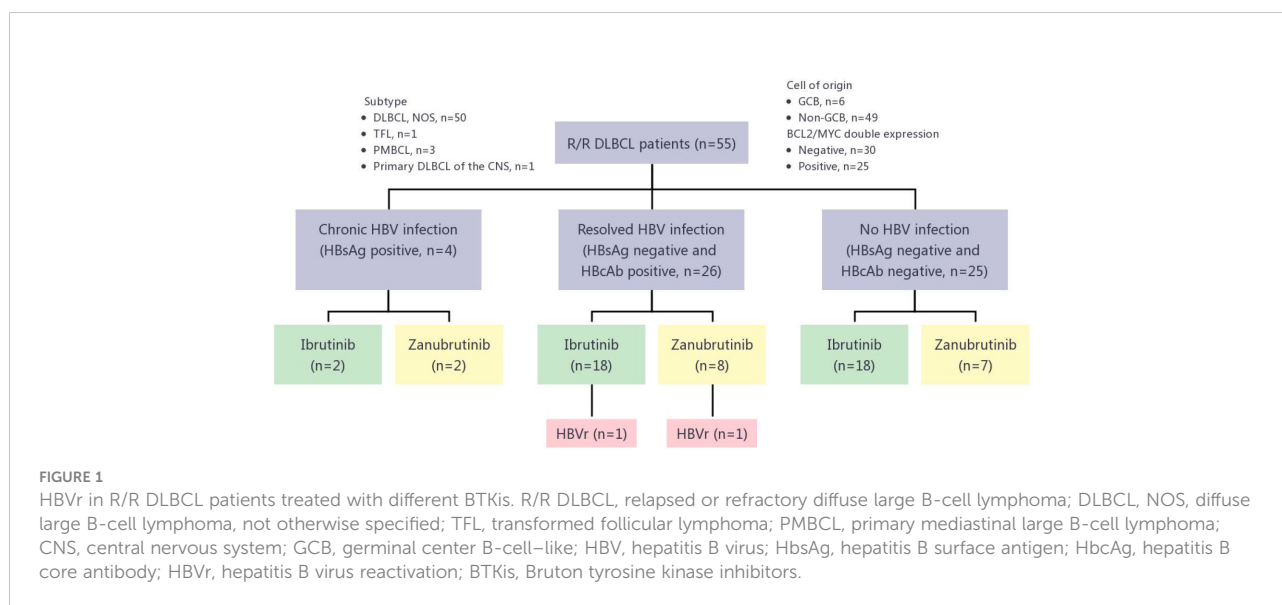 Subtype
• DLBCL, NOS, n=50
• TFL, n=1
• PMBCL, n=3
• Primary DLBCL of the CNS, n=1
R/R DLBCL patients (n=55)
Cell of origin
• GCB, n=6
• Non-GCB, n=49
BCL2/MYC double expression
• Negative, n=30
• Positive, n=25
Chronic HBV infection
(HBsAg positive, n=4)
Resolved HBV infection
(HBsAg negative and
HBcAb positive, n=26)
No HBV infection
(HBsAg negative and
HBcAb negative, n=25)
Ibrutinib
(n=2)
Zanubrutinib
(n=2)
Ibrutinib
(n=18)
Zanubrutinib
(n=8)
Ibrutinib
(n=18)
Zanubrutinib
(n=7)
HBVr (n=1)
HBVr (n=1)
FIGURE 1
HBVr in R/R DLBCL patients treated with different BTKis. R/R DLBCL, relapsed or refractory diffuse large B-cell lymphoma; DLBCL, NOS, diffuse
large B-cell lymphoma, not otherwise specified; TFL, transformed follicular lymphoma; PMBCL, primary mediastinal large B-cell lymphoma;
CNS, central nervous system; GCB, germinal center B-cell–like; HBV, hepatitis B virus; HbsAg, hepatitis B surface antigen; HbcAg, hepatitis B
core antibody; HBVr, hepatitis B virus reactivation; BTKis, Bruton tyrosine kinase inhibitors.